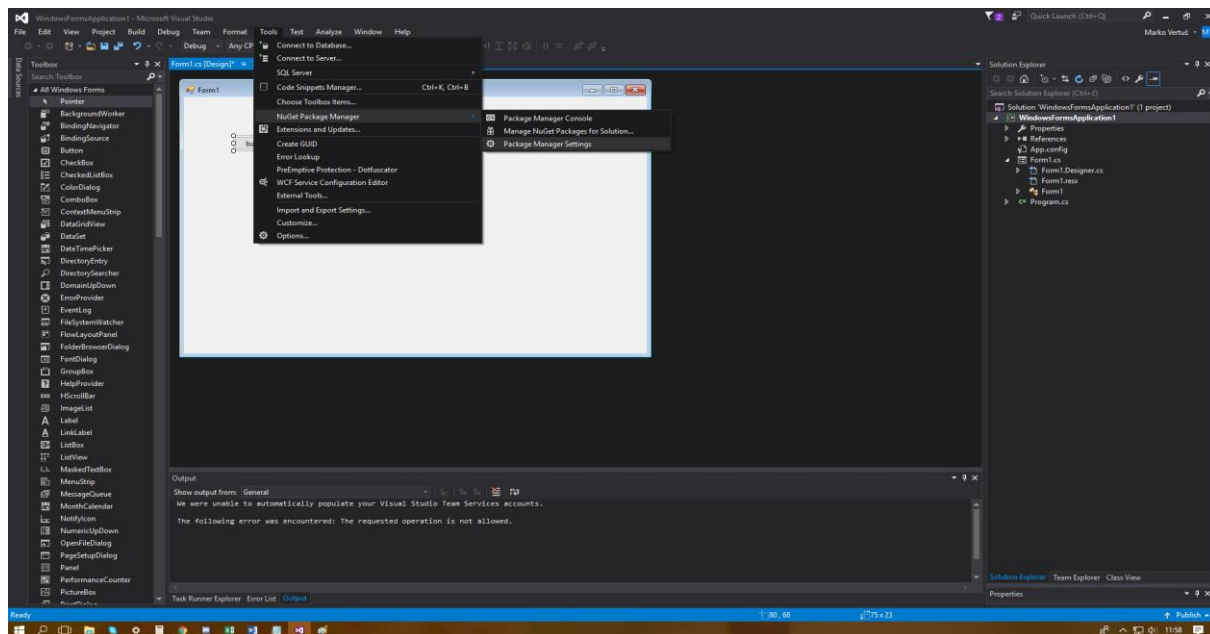 WindowsFormsApplication1 - Microsoft Visual Studio
Quick Launch (Ctrl+Q)
File Edit View Project Build Debug Team Format Tools Test Analyze Window Help
Marko Vertuš
Debug
Any CP
Data Sources
Toolbox
Search Toolbox
All Windows Forms
Pointer
BackgroundWorker
BindingNavigator
BindingSource
Button
CheckBox
CheckedListBox
ColorDialog
ComboBox
ContextMenuStrip
DataGridView
DataSet
DateTimePicker
DirectoryEntry
DirectorySearcher
DomainUpDown
ErrorProvider
EventLog
FileSystemWatcher
FlowLayoutPanel
FolderBrowserDialog
FontDialog
GroupBox
HelpProvider
HScrollBar
ImageList
Label
LinkLabel
ListBox
ListView
MaskedTextBox
MenuStrip
MessageQueue
MonthCalendar
NotifyIcon
NumericUpDown
OpenFileDialog
PageSetupDialog
Panel
PerformanceCounter
PictureBox
PrintDialog
Form1.cs [Design]*
Form1
bu
Connect to Database...
Connect to Server...
SQL Server
Code Snippets Manager... Ctrl+K, Ctrl+B
Choose Toolbox Items...
NuGet Package Manager
Extensions and Updates...
Create GUID
Error Lookup
PreEmptive Protection - Dotfuscator
WCF Service Configuration Editor
External Tools...
Import and Export Settings...
Customize...
Options...
Package Manager Console
Manage NuGet Packages for Solution...
Package Manager Settings
Output
Show output from: General
We were unable to automatically populate your Visual Studio Team Services accounts.
The following error was encountered: The requested operation is not allowed.
Task Runner Explorer Error List Output
Solution Explorer
Search Solution Explorer (Ctrl+č)
Solution 'WindowsFormsApplication1' (1 project)
WindowsFormsApplication1
Properties
References
App.config
Form1.cs
Form1.Designer.cs
Form1.resx
Form1
Program.cs
Solution Explorer Team Explorer Class View
Properties
Ready
80, 68
75 x 23
Publish
11:58